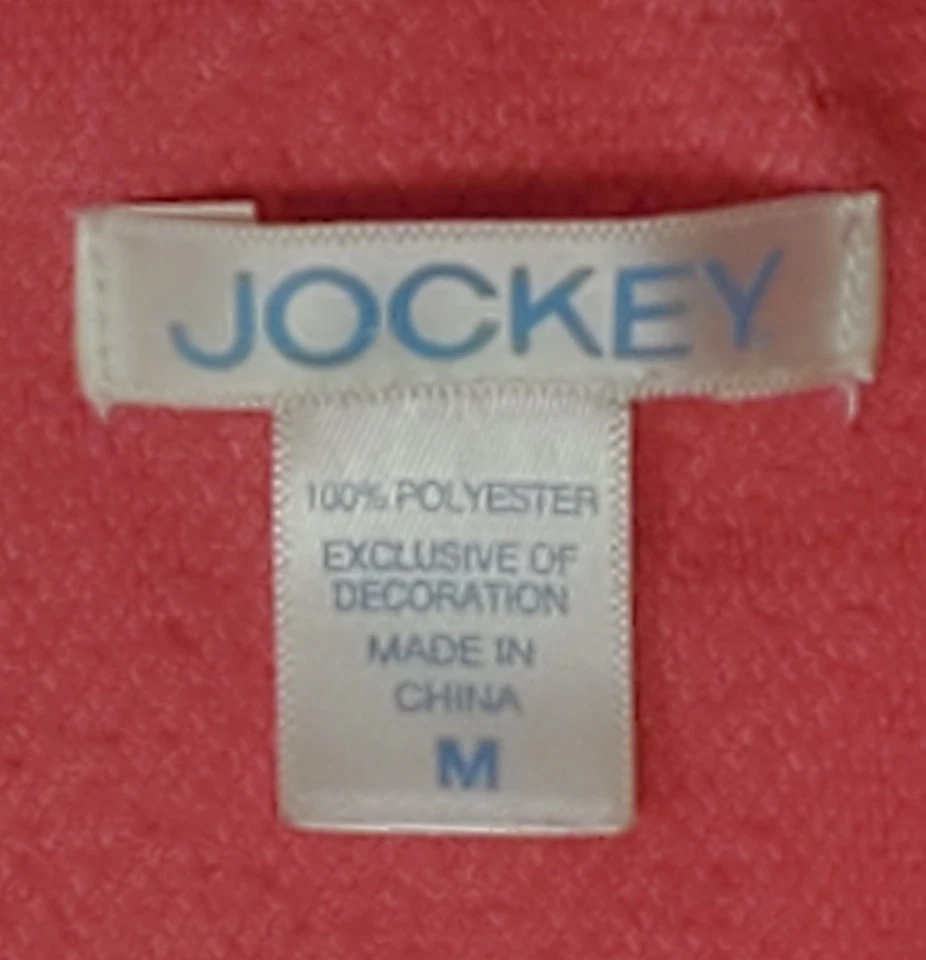 JOCKEY
100% POLYESTER
EXCLUSIVE OF
DECORATION
MADE IN
CHINA
M